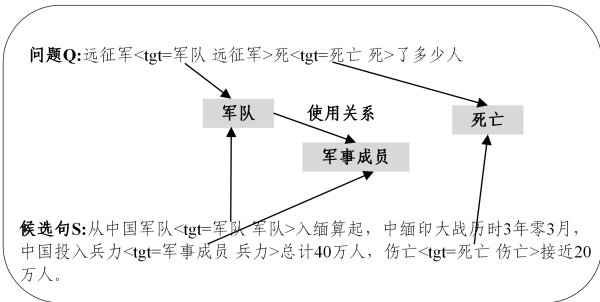 问题Q:远征军<tgt=军队 远征军>死<tgt=死亡 死>了多少人
军队
使用关系
死亡
军事成员
候选句S:从中国军队<tgt=军队 军队>入缅算起，中缅印大战历时3年零3月，
中国投入兵力<tgt=军事成员 兵力>总计40万人，伤亡<tgt=死亡 伤亡>接近20
万人。